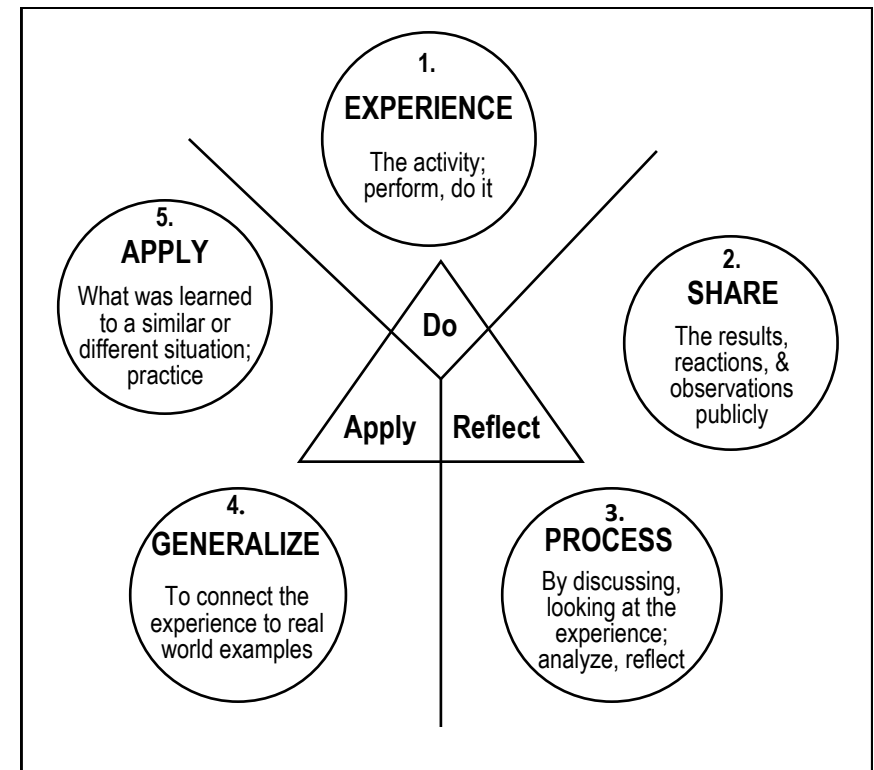 1.
EXPERIENCE
The activity;
perform, do it
2.
SHARE
The results,
reactions, &
observations
publicly
3.
PROCESS
By discussing,
looking at the
experience;
analyze, reflect
4.
GENERALIZE
To connect the
experience to real
world examples
5.
APPLY
What was learned
to a similar or
different situation;
practice
Do
Apply
Reflect